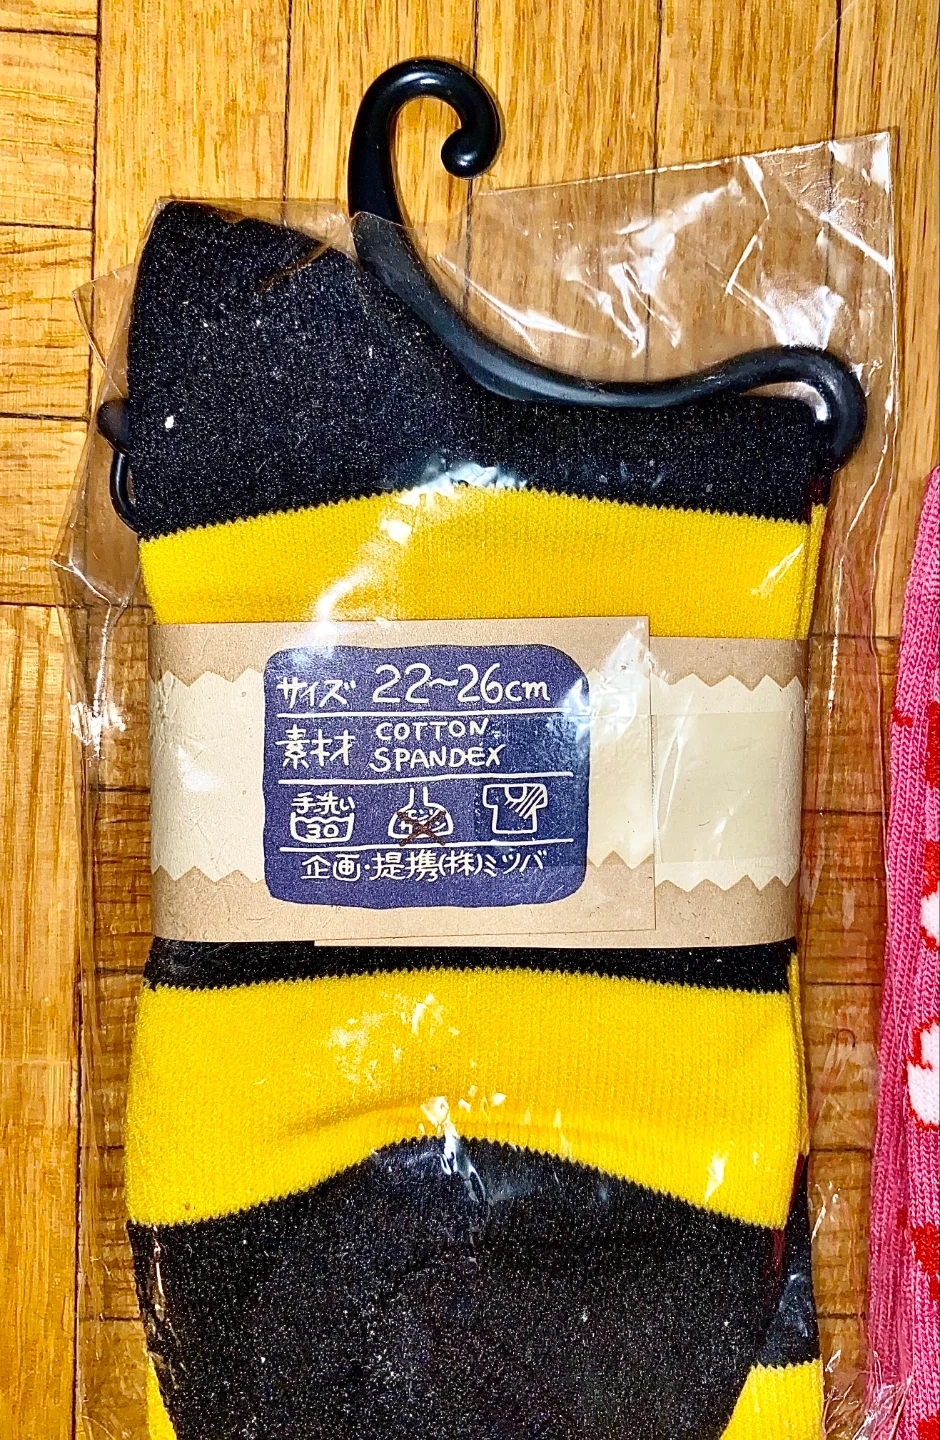 サイズ 22~26cm
素材 COTTON・
SPANDEX
手洗い
30
企画・提携(株)ミツバ